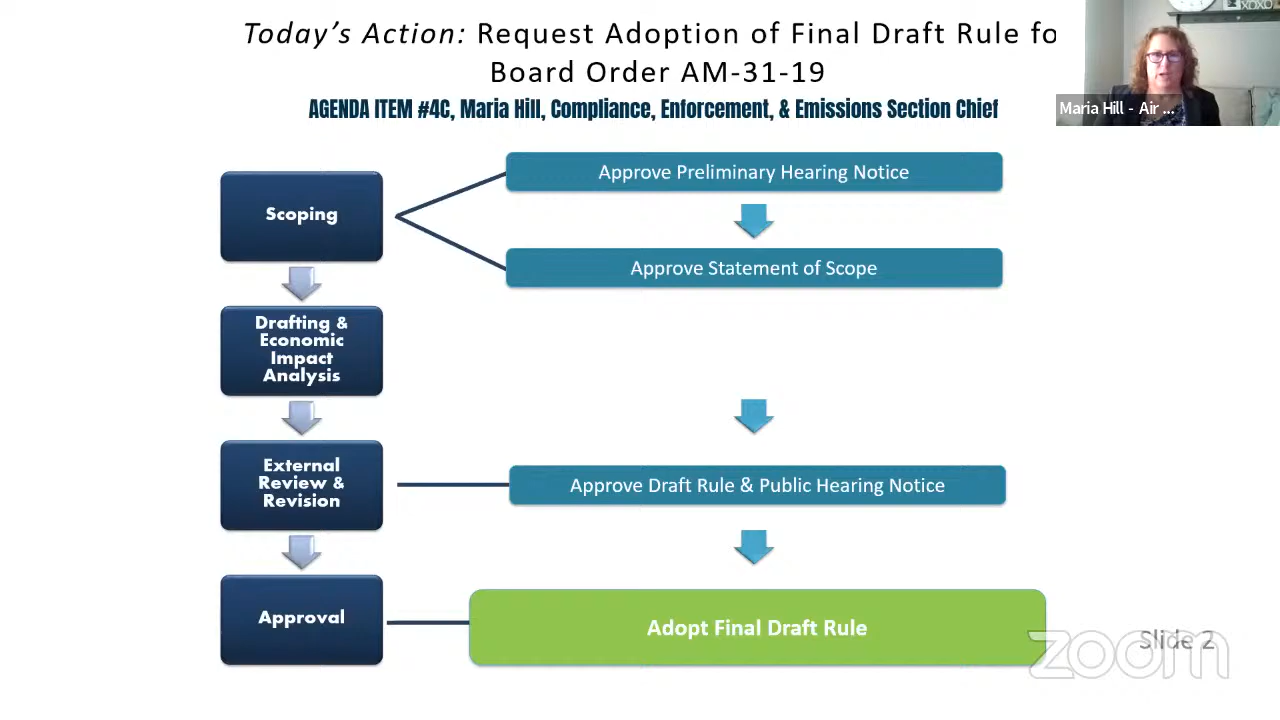 Today's Action: Request Adoption of Final Draft Rule fo
Board Order AM-31-19
AGENDA ITEM #4C, Maria Hill, Compliance, Enforcement, & Emissions Section Chief
XOXO
Maria Hill - Air ...
Scoping
Approve Preliminary Hearing Notice
Approve Statement of Scope
Drafting &
Economic
Impact
Analysis
External
Review &
Revision
Approve Draft Rule & Public Hearing Notice
Approval
Adopt Final Draft Rule
Slide 2
zoom